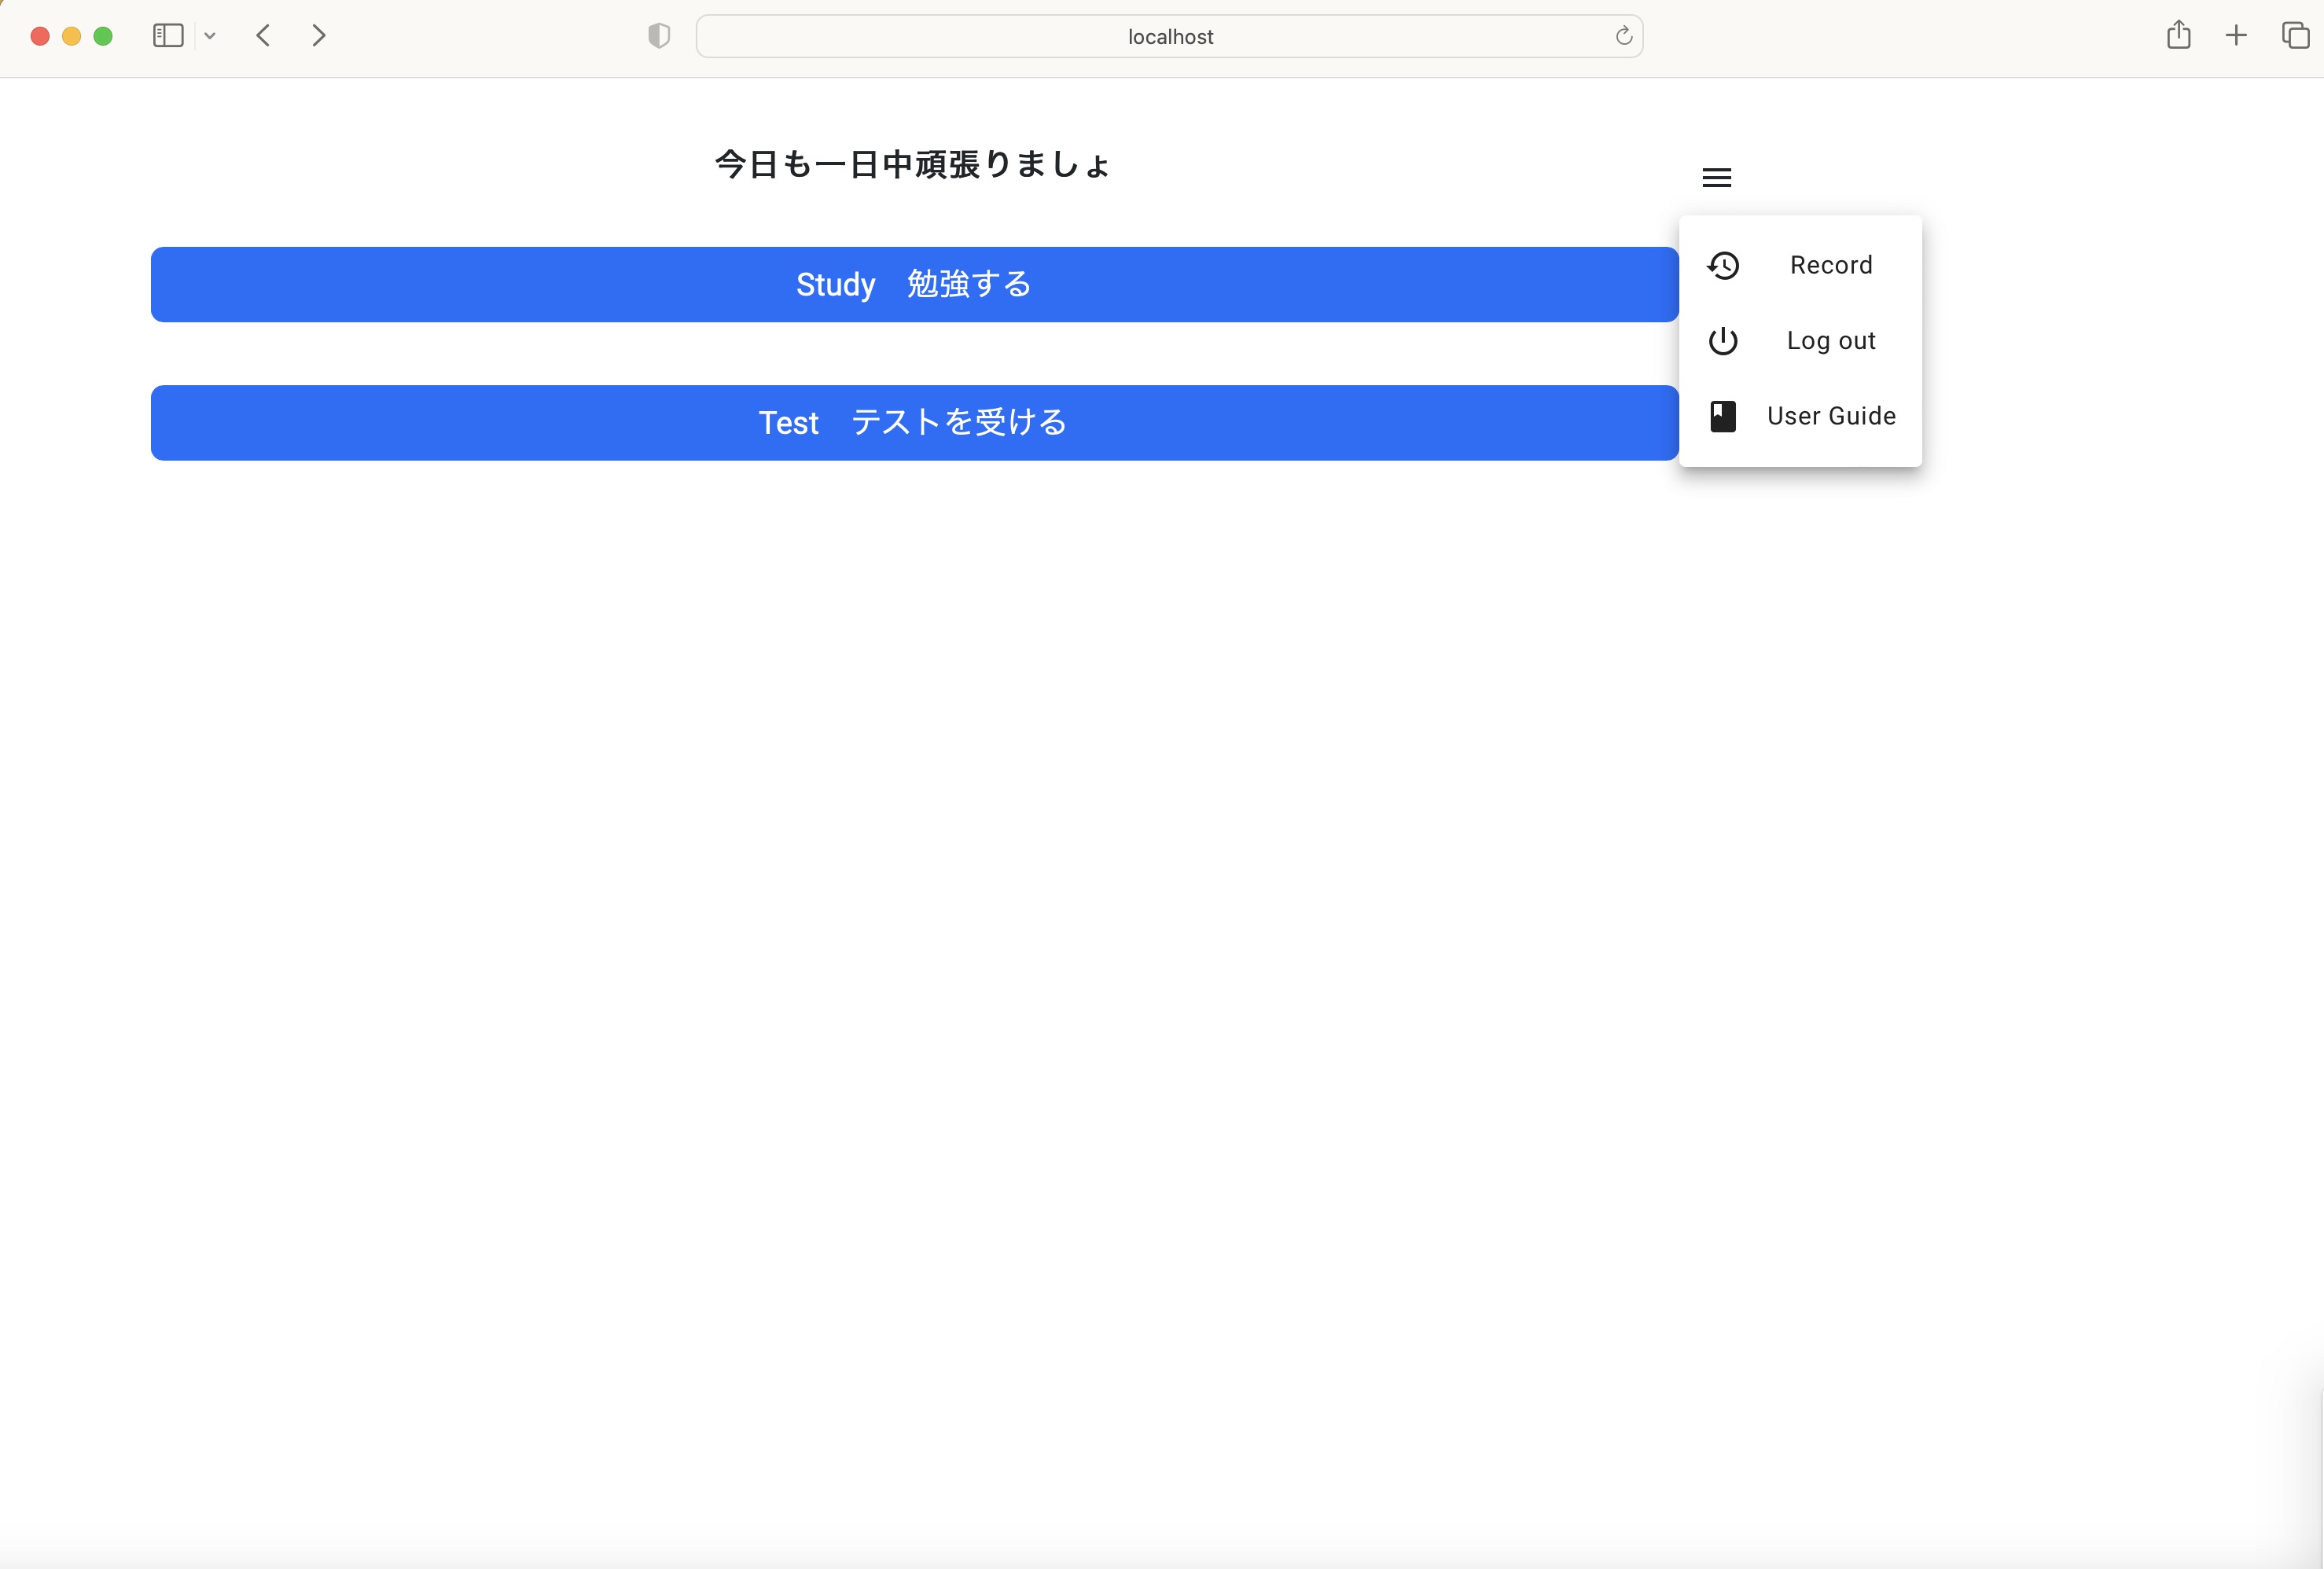 localhost
今日も一日中頑張りましょ
Study　勉強する
Test　テストを受ける
Record
Log out
User Guide